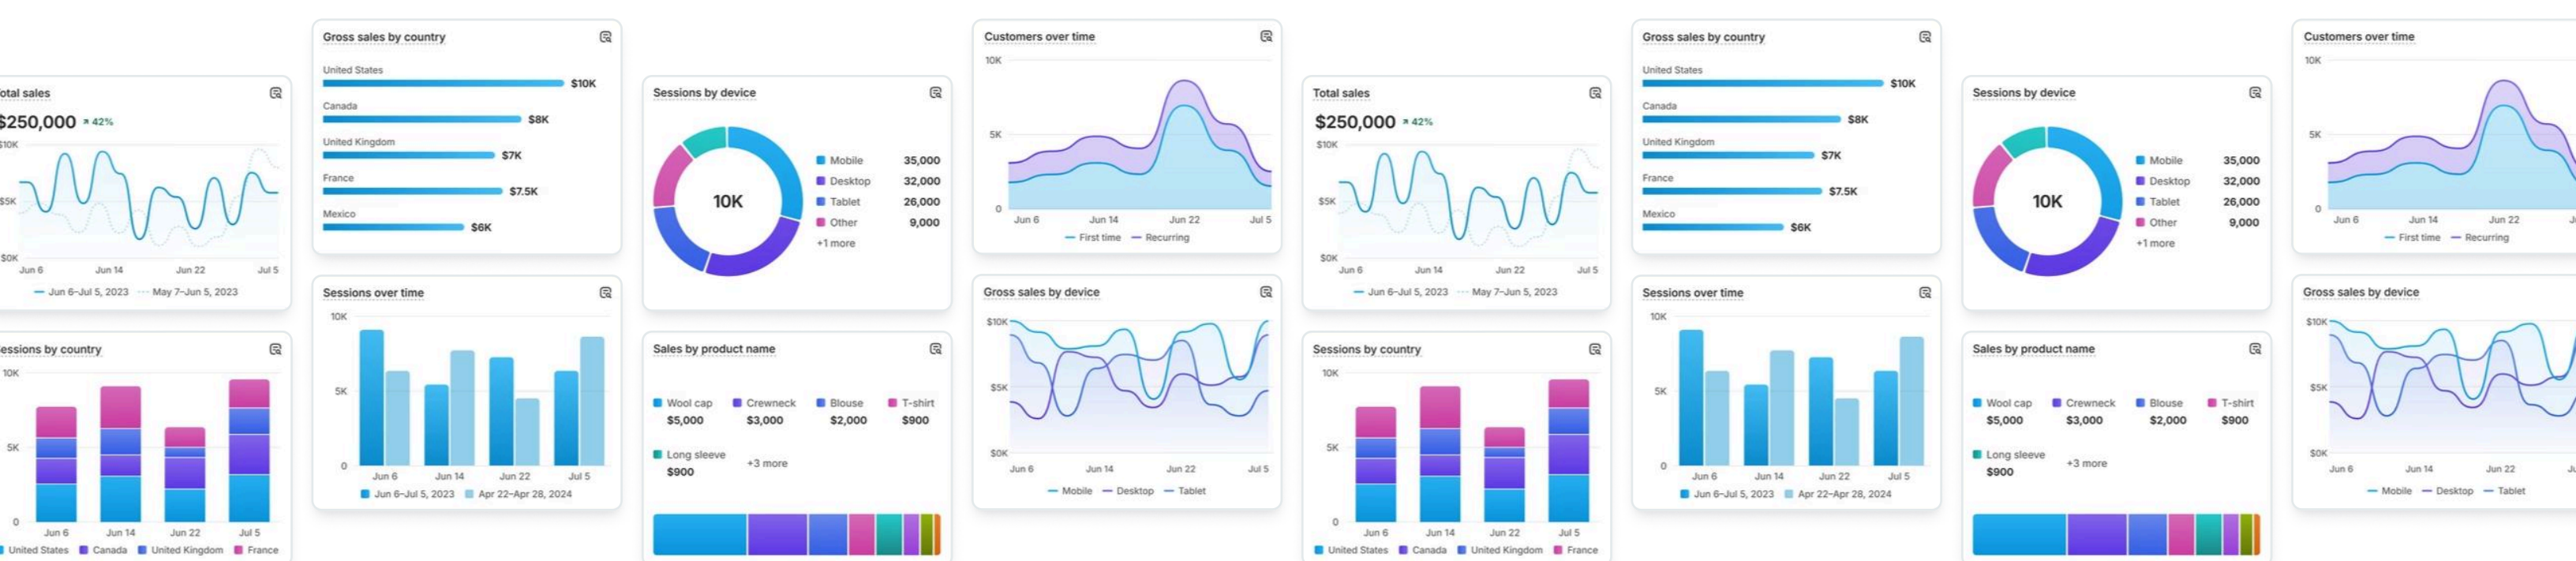 otal sales
$250,000 ↗ 42%
$10K
$5K
$0K
Jun 6 Jun 14 Jun 22 Jul 5
Jun 6–Jul 5, 2023 May 7–Jun 5, 2023
essions by country
10K
5K
0
Jun 6 Jun 14 Jun 22 Jul 5
United States Canada United Kingdom France
Gross sales by country
United States
$10K
Canada
$8K
United Kingdom
$7K
France
$7.5K
Mexico
$6K
Sessions over time
10K
5K
0
Jun 6 Jun 14 Jun 22 Jul 5
Jun 6–Jul 5, 2023 Apr 22–Apr 28, 2024
Sessions by device
10K
Mobile 35,000
Desktop 32,000
Tablet 26,000
Other 9,000
+1 more
Sales by product name
Wool cap Crewneck Blouse T-shirt
$5,000 $3,000 $2,000 $900
Long sleeve
$900
+3 more
Customers over time
10K
5K
0
Jun 6 Jun 14 Jun 22 Jul 5
First time Recurring
Gross sales by device
$10K
$5K
$0K
Jun 6 Jun 14 Jun 22 Jul 5
Mobile Desktop Tablet
Total sales
$250,000 ↗ 42%
$10K
$5K
$0K
Jun 6 Jun 14 Jun 22 Jul 5
Jun 6–Jul 5, 2023 May 7–Jun 5, 2023
Sessions by country
10K
5K
0
Jun 6 Jun 14 Jun 22 Jul 5
United States Canada United Kingdom France
Gross sales by country
United States
$10K
Canada
$8K
United Kingdom
$7K
France
$7.5K
Mexico
$6K
Sessions over time
10K
5K
0
Jun 6 Jun 14 Jun 22 Jul 5
Jun 6–Jul 5, 2023 Apr 22–Apr 28, 2024
Sessions by device
10K
Mobile 35,000
Desktop 32,000
Tablet 26,000
Other 9,000
+1 more
Sales by product name
Wool cap Crewneck Blouse T-shirt
$5,000 $3,000 $2,000 $900
Long sleeve
$900
+3 more
Customers over time
10K
5K
0
Jun 6 Jun 14 Jun 22
First time Recurring
Gross sales by device
$10K
$5K
$0K
Jun 6 Jun 14 Jun 22
Mobile Desktop Tablet